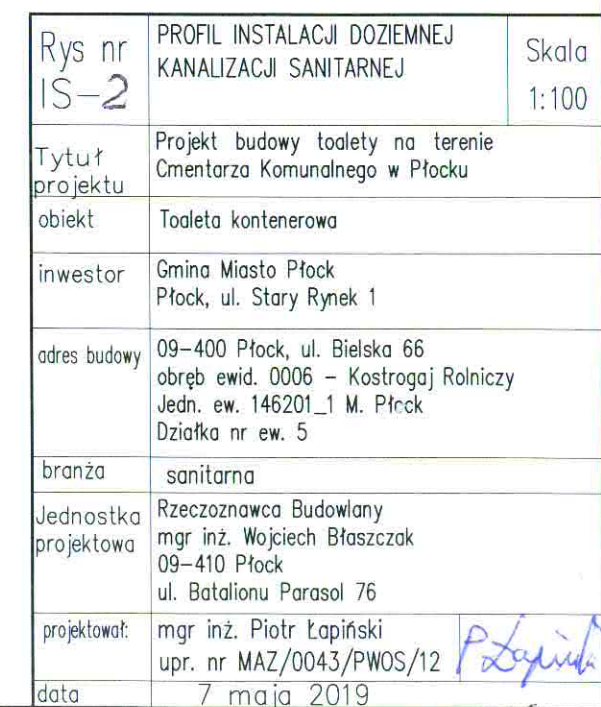 Rys nr
IS-2
PROFIL INSTALACJI DOZIEMNEJ
KANALIZACJI SANITARNEJ
Skala
1:100
Tytuł
projektu
Projekt budowy toalety na terenie
Cmentarza Komunalnego w Płocku
obiekt
Toaleta kontenerowa
inwestor
Gmina Miasto Płock
Płock, ul. Stary Rynek 1
adres budowy
09-400 Płock, ul. Bielska 66
obręb ewid. 0006 - Kostrogaj Rolniczy
Jedn. ew. 146201_1 M. Płock
Działka nr ew. 5
branża
sanitarna
Jednostka
projektowa
Rzeczoznawca Budowlany
mgr inż. Wojciech Błaszczak
09-410 Płock
ul. Batalionu Parasol 76
projektował:
mgr inż. Piotr Łapiński
upr. nr MAZ/0043/PWOS/12
P Łapiński
data
7 maja 2019